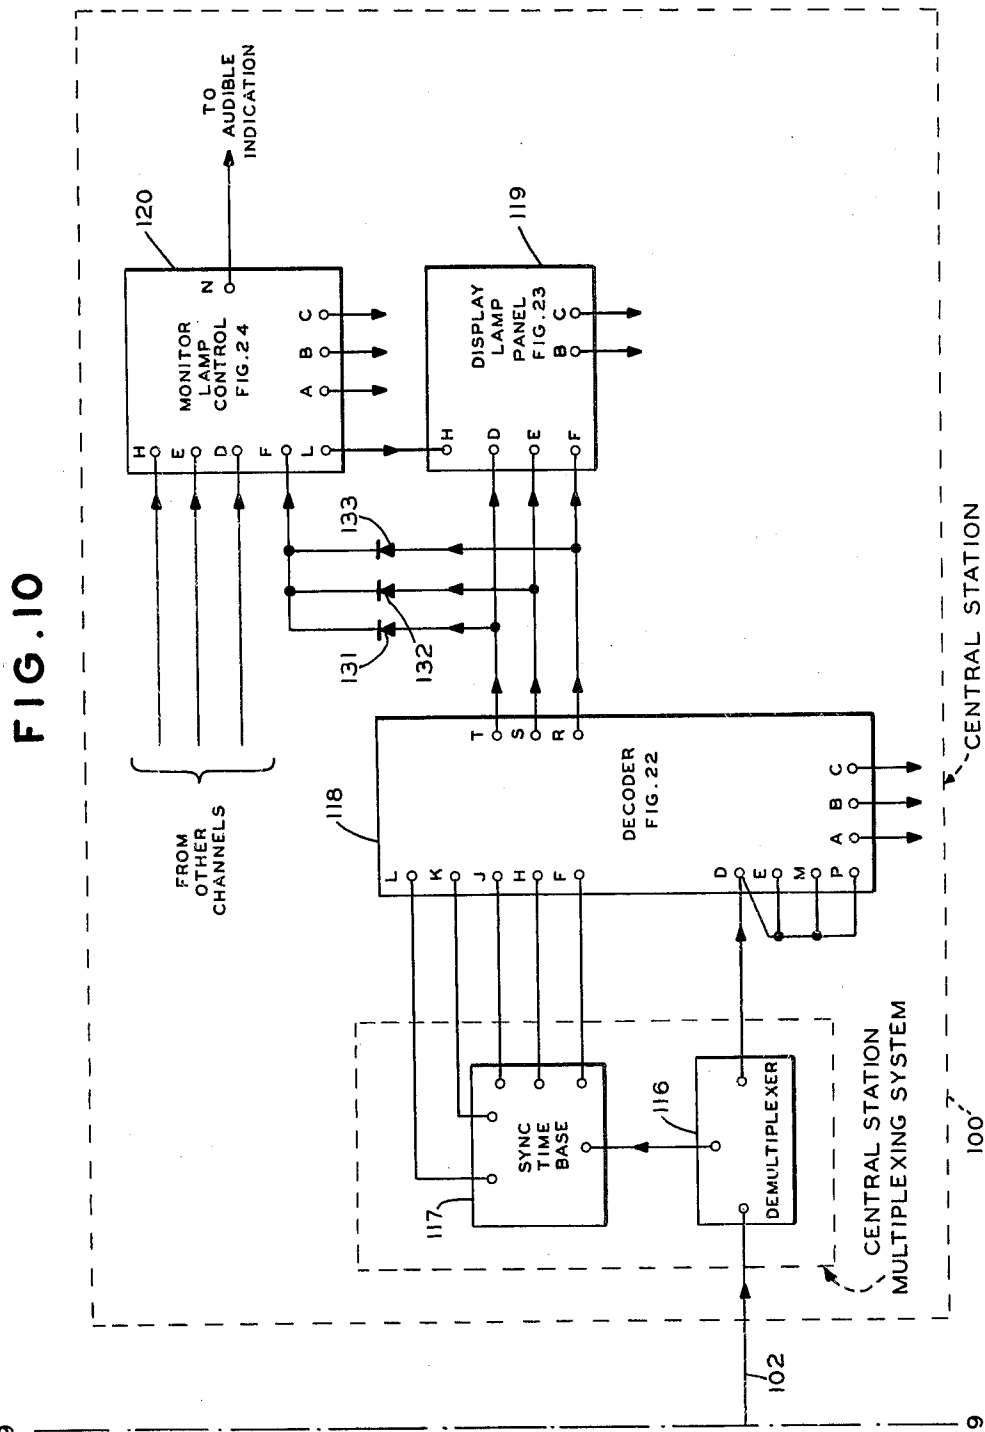 FIG.10
TO
AUDIBLE
INDICATION
120
N
MONITOR
LAMP
CONTROL
FIG.24
H
E
D
F
L
A
B
C
FROM
OTHER
CHANNELS
119
DISPLAY
LAMP
PANEL
FIG.23
H
D
E
F
B
C
131
132
133
118
DECODER
FIG.22
L
K
J
H
F
T
S
R
D
E
M
P
A
B
C
117
SYNC
TIME
BASE
116
DEMULTIPLEXER
CENTRAL STATION
MULTIPLEXING SYSTEM
CENTRAL STATION
100
102
9